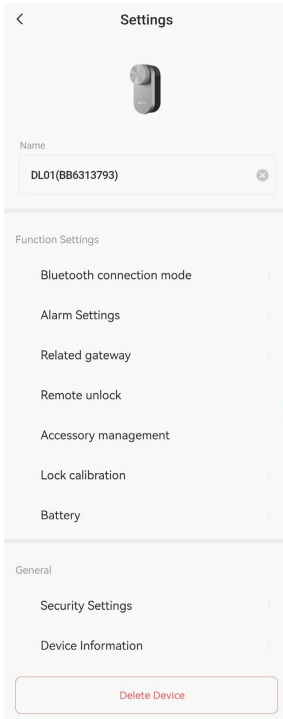 Settings
Name
DL01(BB6313793)
Function Settings
Bluetooth connection mode
Alarm Settings
Related gateway
Remote unlock
Accessory management
Lock calibration
Battery
General
Security Settings
Device Information
Delete Device